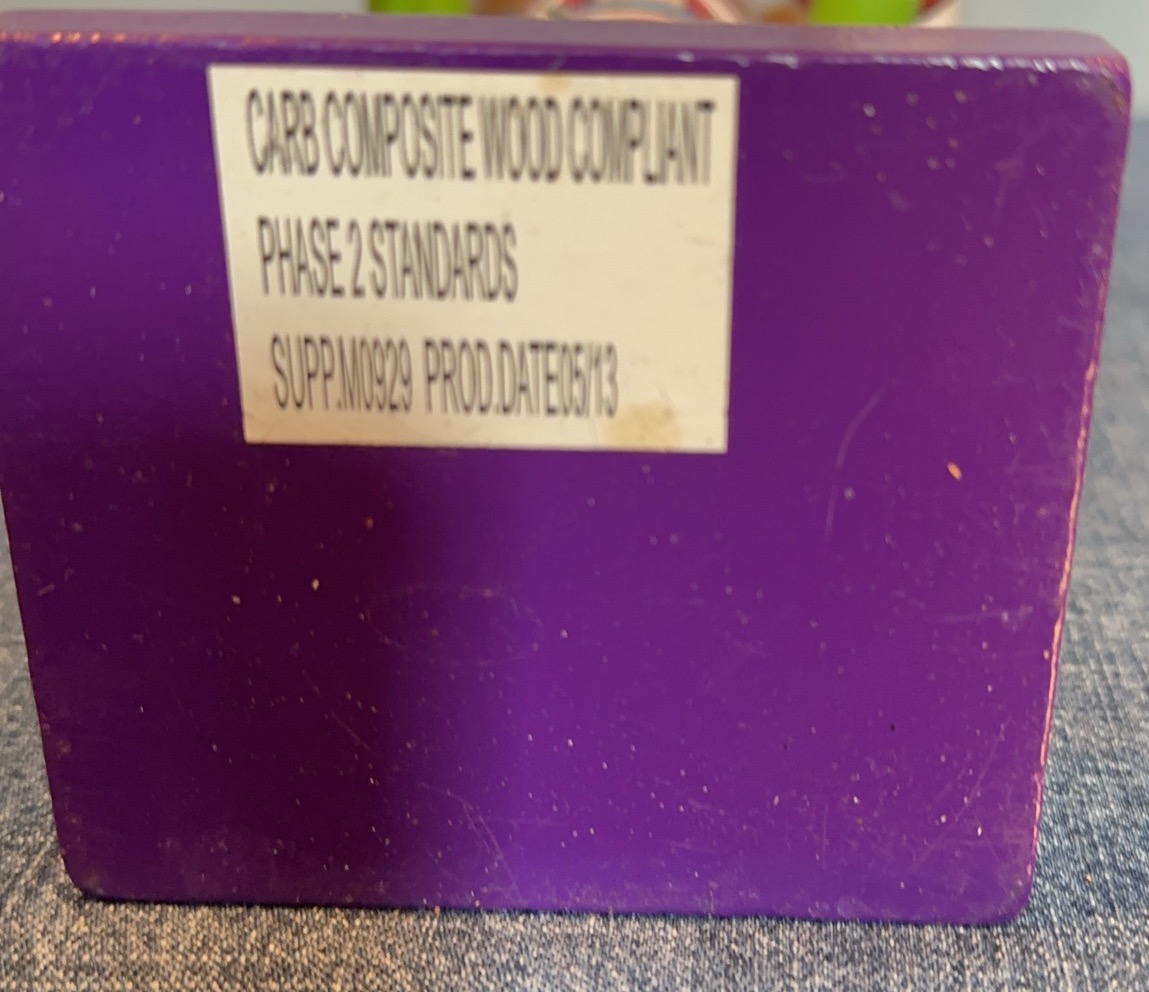 CARB COMPOSITE WOOD COMPLIANT
PHASE 2 STANDARDS
SUPP.M0929 PROD.DATE05/13